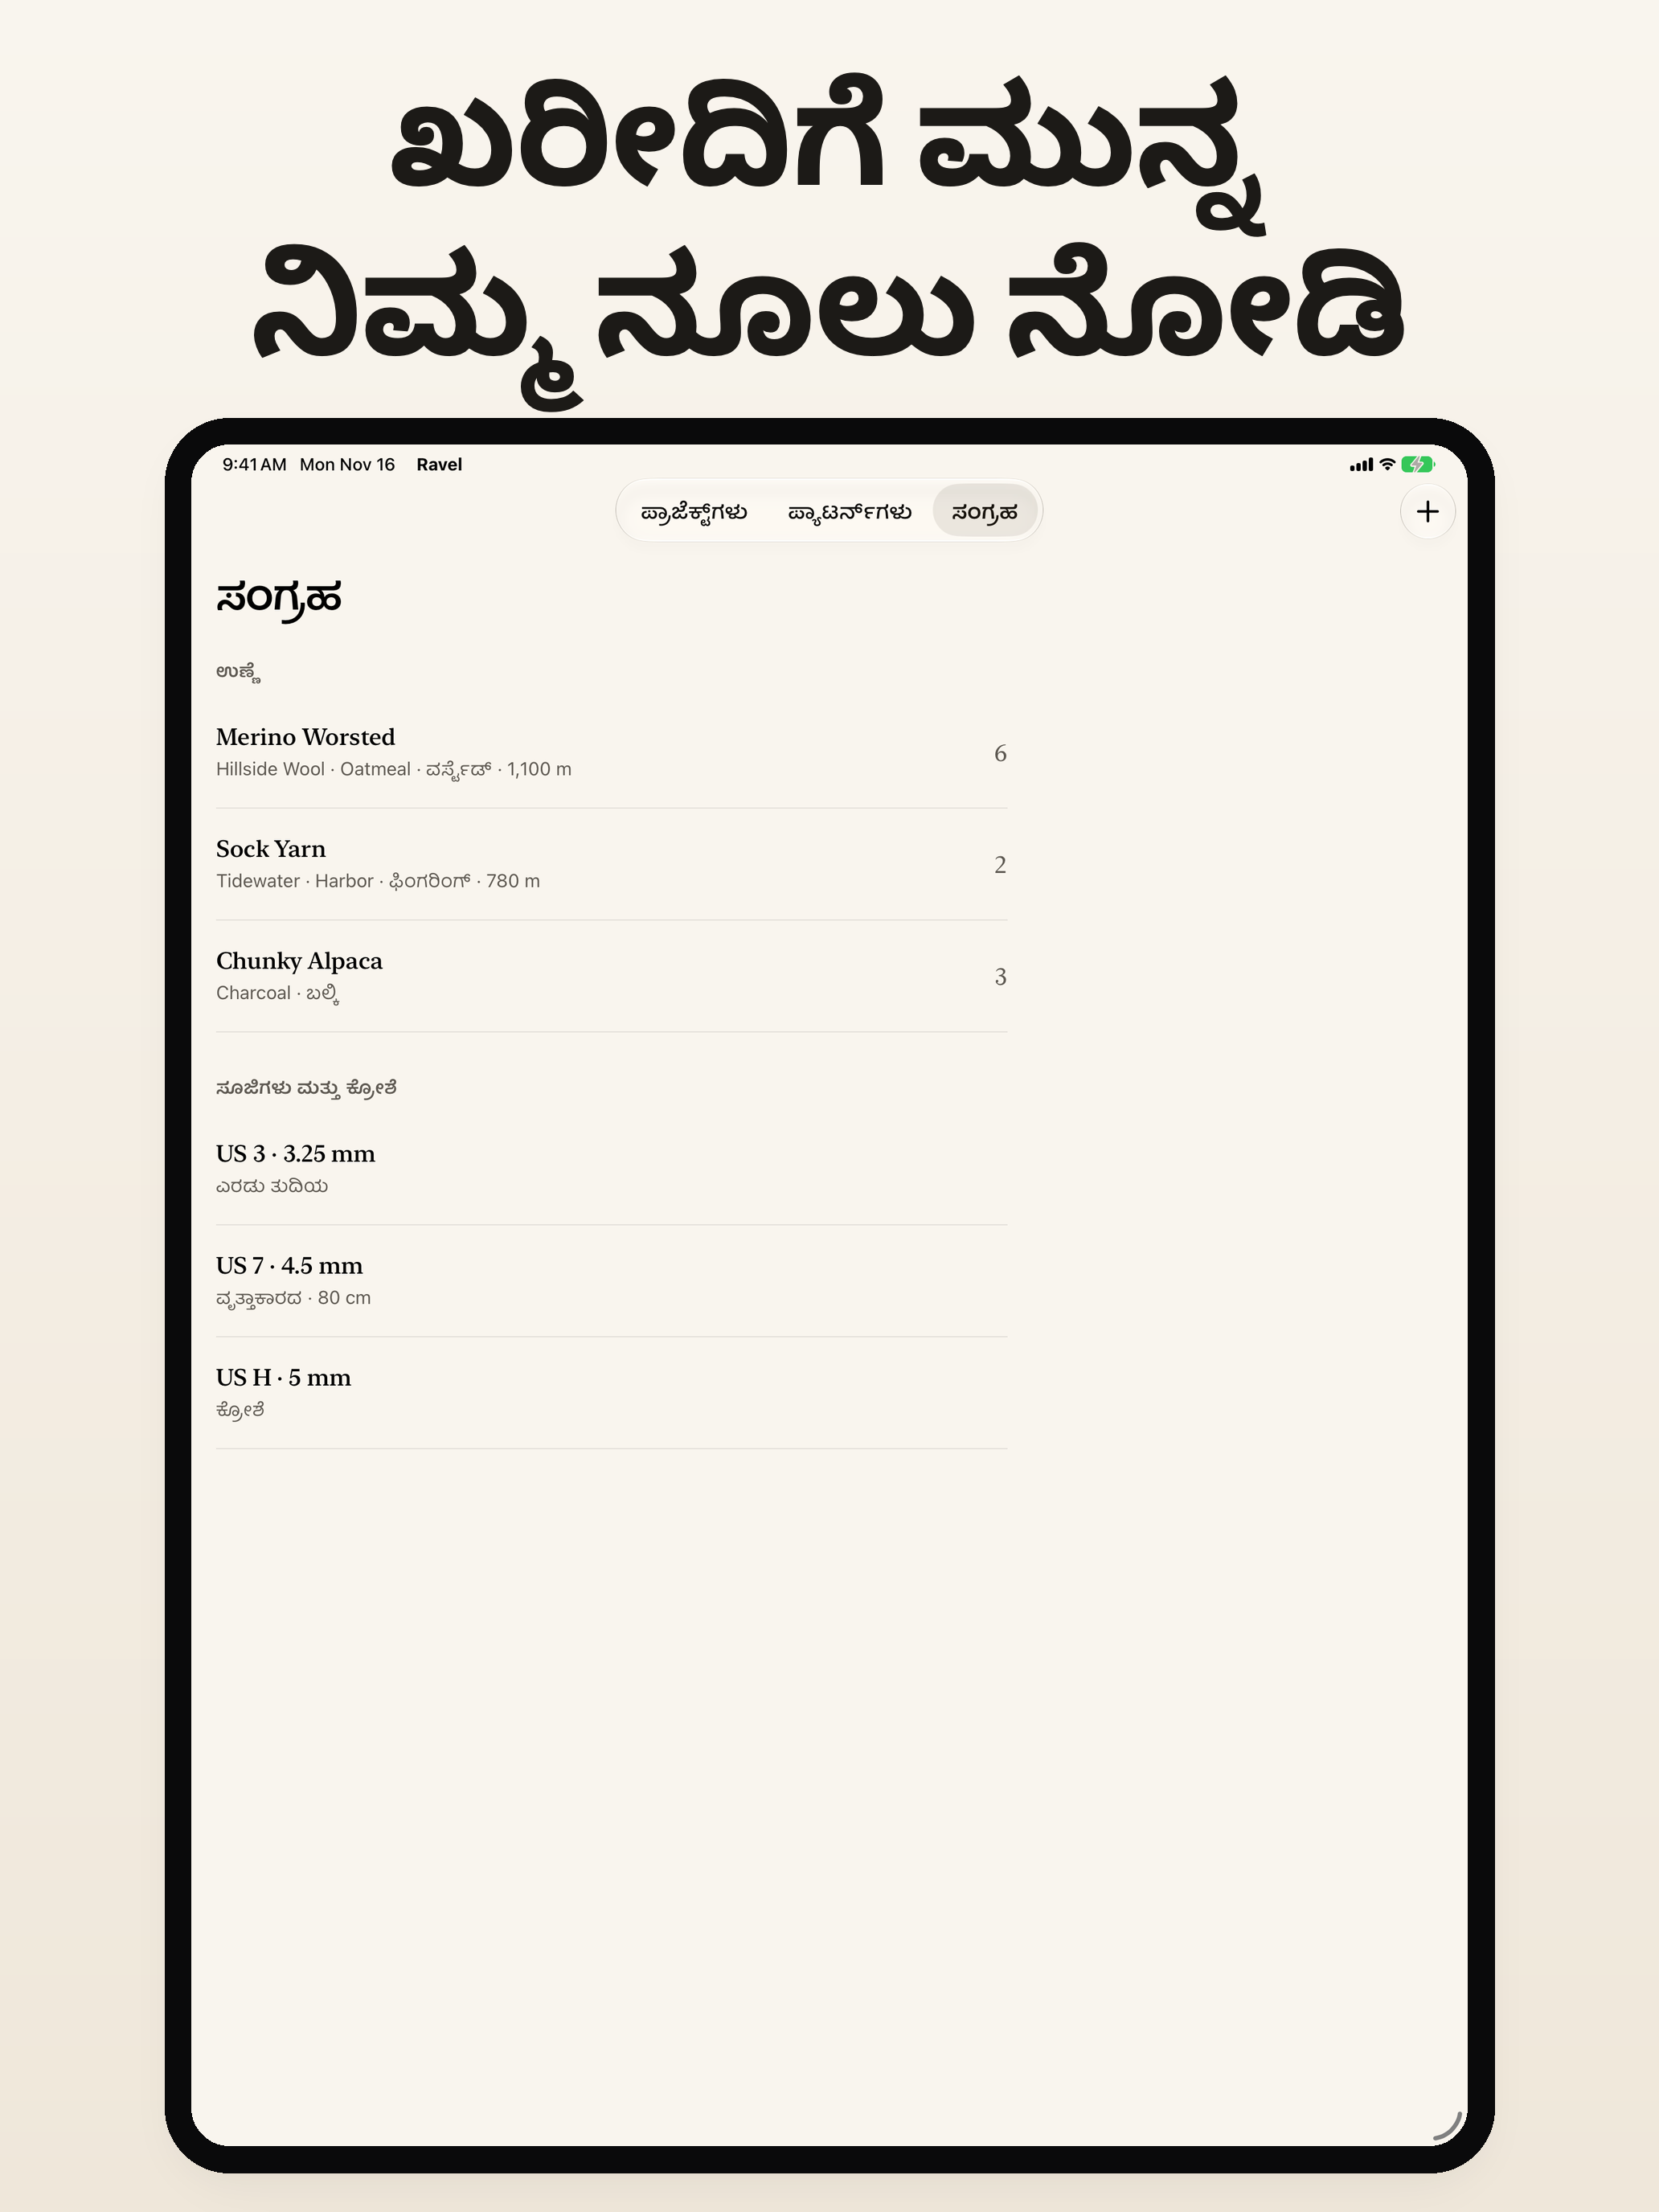 ಖರೀದಿಗೆ ಮುನ್ನ
ನಿಮ್ಮ ನೂಲು ನೋಡಿ
9:41 AM Mon Nov 16 Ravel
ಪ್ರಾಜೆಕ್ಟ್‌ಗಳು ಪ್ಯಾಟರ್ನ್‌ಗಳು ಸಂಗ್ರಹ
ಸಂಗ್ರಹ
ಉಣ್ಣೆ
Merino Worsted
6
Hillside Wool · Oatmeal · ವರ್ಸ್ಟೆಡ್ · 1,100 m
Sock Yarn
2
Tidewater · Harbor · ಫಿಂಗರಿಂಗ್ · 780 m
Chunky Alpaca
3
Charcoal · ಬಲ್ಕಿ
ಸೂಜಿಗಳು ಮತ್ತು ಕ್ರೋಶೆ
US 3 · 3.25 mm
ಎರಡು ತುದಿಯ
US 7 · 4.5 mm
ವೃತ್ತಾಕಾರದ · 80 cm
US H · 5 mm
ಕ್ರೋಶೆ